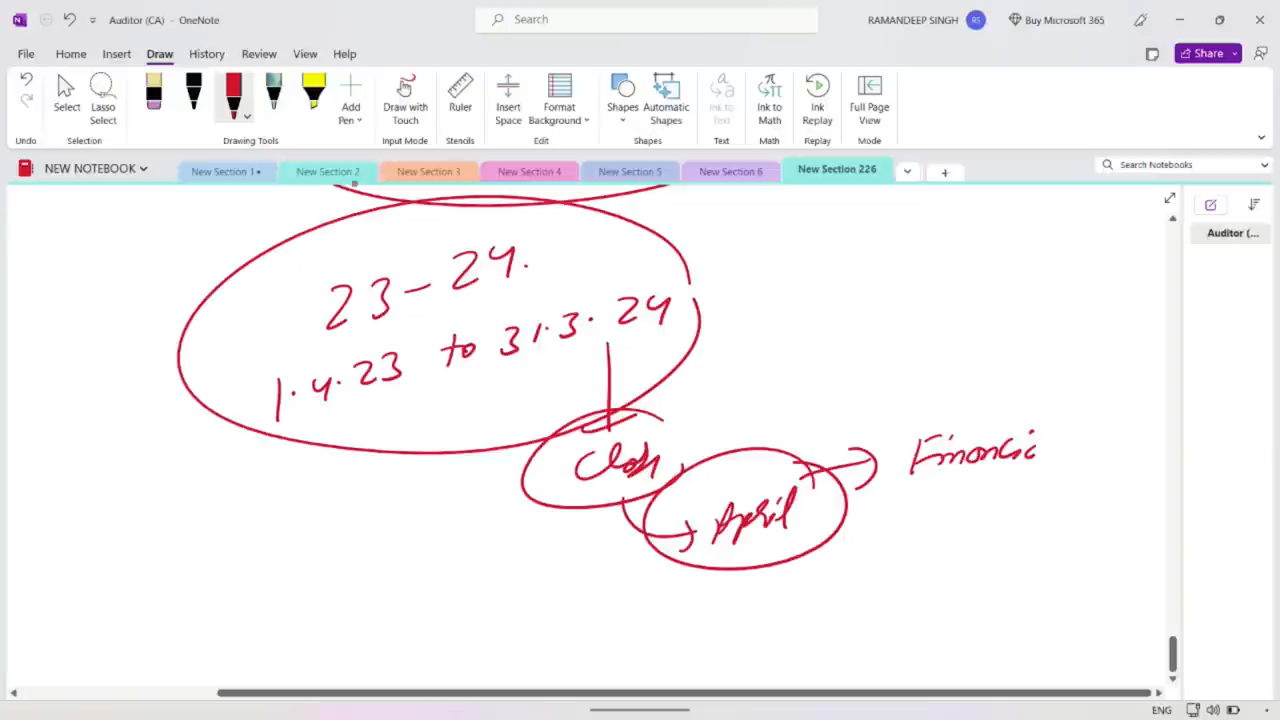 Auditor (CA) - OneNote
Search
RAMANDEEP SINGH
RS
Buy Microsoft 365
File Home Insert Draw History Review View Help
Share
Undo
Select
Lasso Select
Add Pen
Draw with Touch
Ruler
Insert Space
Format Background
Shapes
Automatic Shapes
Ink to Text
Ink to Math
Ink Replay
Full Page View
Undo Selection Drawing Tools Input Mode Stencils Edit Shapes Text Math Replay Mode
NEW NOTEBOOK
New Section 1
New Section 2
New Section 3
New Section 4
New Section 5
New Section 6
New Section 226
+
Search Notebooks
Auditor (...
23-24.
1.4.23 to 31.3.24
April
Financi
ENG